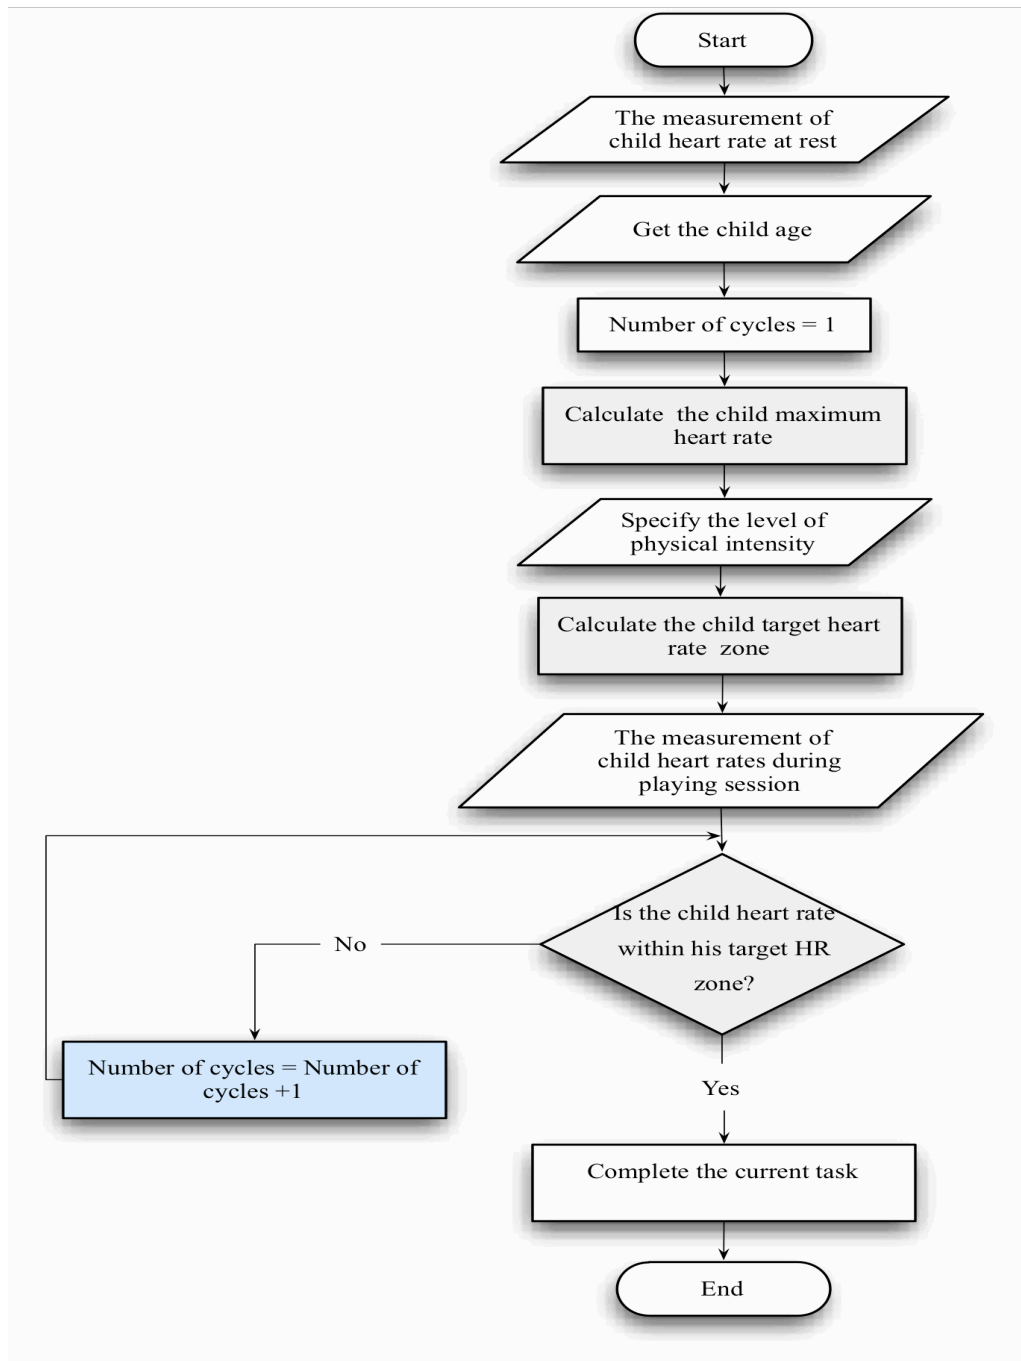 Start
The measurement of
child heart rate at rest
Get the child age
Number of cycles = 1
Calculate the child maximum
heart rate
Specify the level of
physical intensity
Calculate the child target heart
rate zone
The measurement of
child heart rates during
playing session
Is the child heart rate
within his target HR
zone?
No
Number of cycles = Number of
cycles +1
Yes
Complete the current task
End